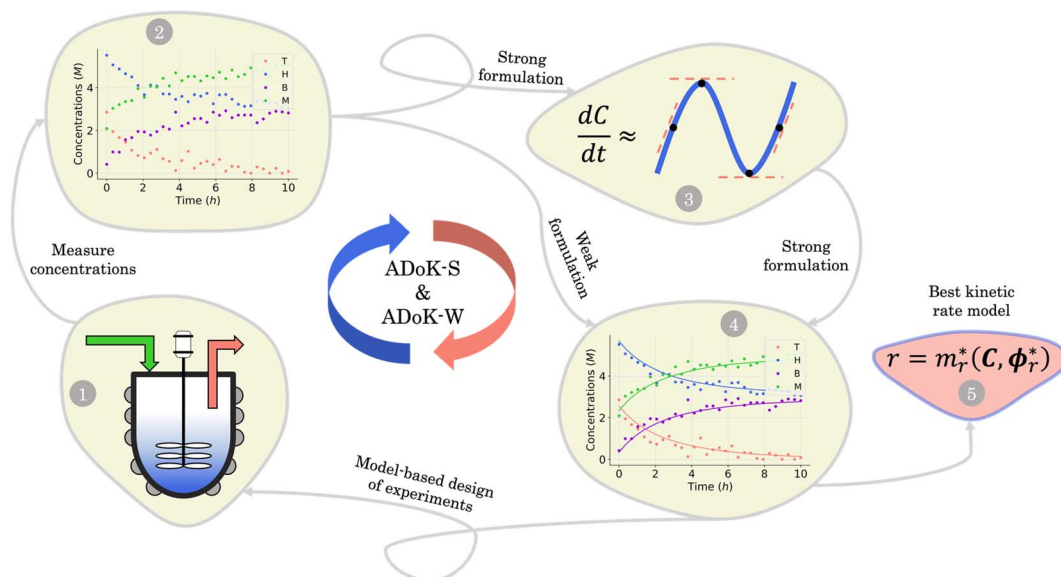 2
Concentrations (M)
4
2
0
0
2
4
6
8
10
Time (h)
T
H
B
M
Strong
formulation
dC
dt
≈
3
Measure
concentrations
ADoK-S
&
ADoK-W
Weak
formulation
Strong
formulation
1
4
Concentrations (M)
4
2
0
0
2
4
6
8
10
Time (h)
T
H
B
M
Best kinetic
rate model
r = m*r(C, ϕ*r)
5
Model-based design
of experiments